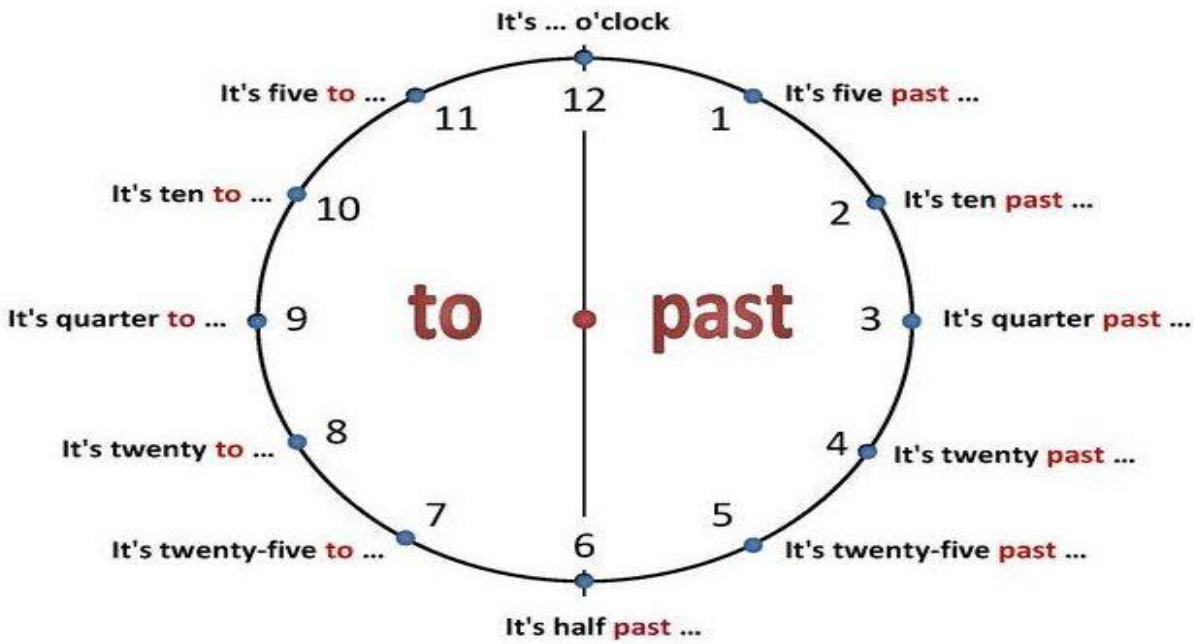 It's ... o'clock
It's five to ...
12
It's five past ...
11
1
It's ten to ...
10
2
It's ten past ...
It's quarter to ...
9
to
past
3
It's quarter past ...
It's twenty to ...
8
4
It's twenty past ...
7
5
It's twenty-five to ...
6
It's twenty-five past ...
It's half past ...